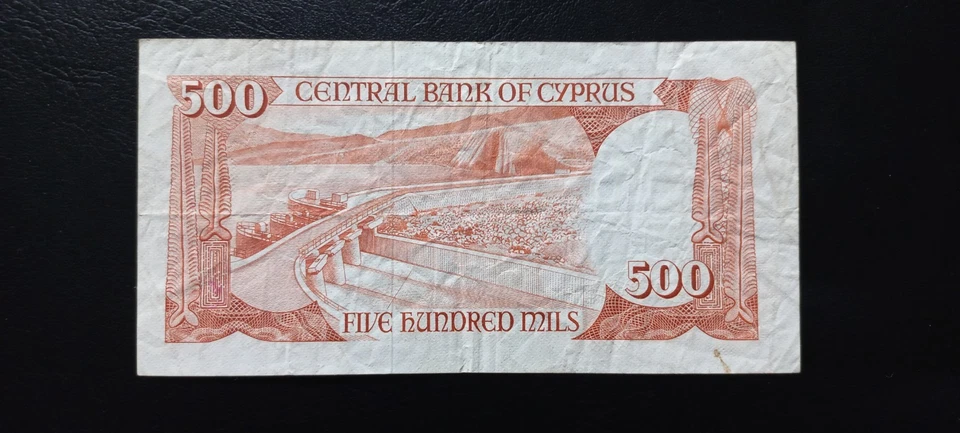 500
CENTRAL BANK OF CYPRUS
500
FIVE HUNDRED MILS